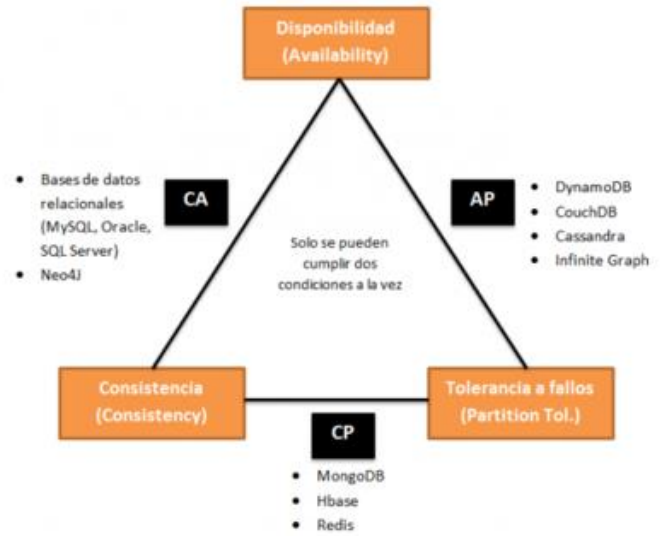 Disponibilidad
(Availability)
• Bases de datos
relacionales
(MySQL, Oracle,
SQL Server)
• Neo4J
CA
AP
• DynamoDB
• CouchDB
• Cassandra
• Infinite Graph
Solo se pueden
cumplir dos
condiciones a la vez
Consistencia
(Consistency)
Tolerancia a fallos
(Partition Tol.)
CP
• MongoDB
• Hbase
• Redis